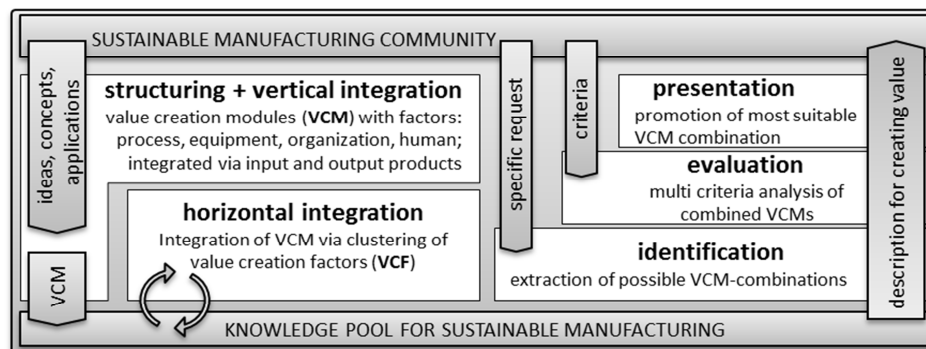 SUSTAINABLE MANUFACTURING COMMUNITY
ideas, concepts,
applications
structuring + vertical integration
value creation modules (VCM) with factors:
process, equipment, organization, human;
integrated via input and output products
horizontal integration
Integration of VCM via clustering of
value creation factors (VCF)
VCM
specific request
criteria
presentation
promotion of most suitable
VCM combination
evaluation
multi criteria analysis of
combined VCMs
identification
extraction of possible VCM-combinations
description for creating value
KNOWLEDGE POOL FOR SUSTAINABLE MANUFACTURING